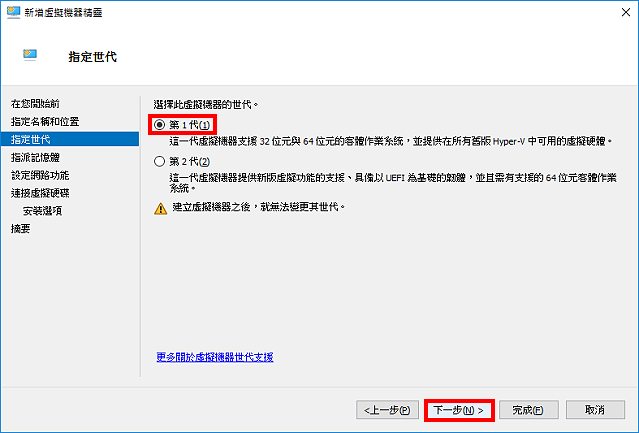 新增虛擬機器精靈
指定世代
在您開始前
指定名稱和位置
指定世代
指派記憶體
設定網路功能
連接虛擬硬碟
安裝選項
摘要
選擇此虛擬機器的世代。
第 1 代(1)
這一代虛擬機器支援 32 位元與 64 位元的客體作業系統，並提供在所有舊版 Hyper-V 中可用的虛擬硬體。
第 2 代(2)
這一代虛擬機器提供新版虛擬功能的支援、具備以 UEFI 為基礎的韌體，並且需有支援的 64 位元客體作業
系統。
建立虛擬機器之後，就無法變更其世代。
更多關於虛擬機器世代支援
<上一步(P)
下一步(N) >
完成(F)
取消